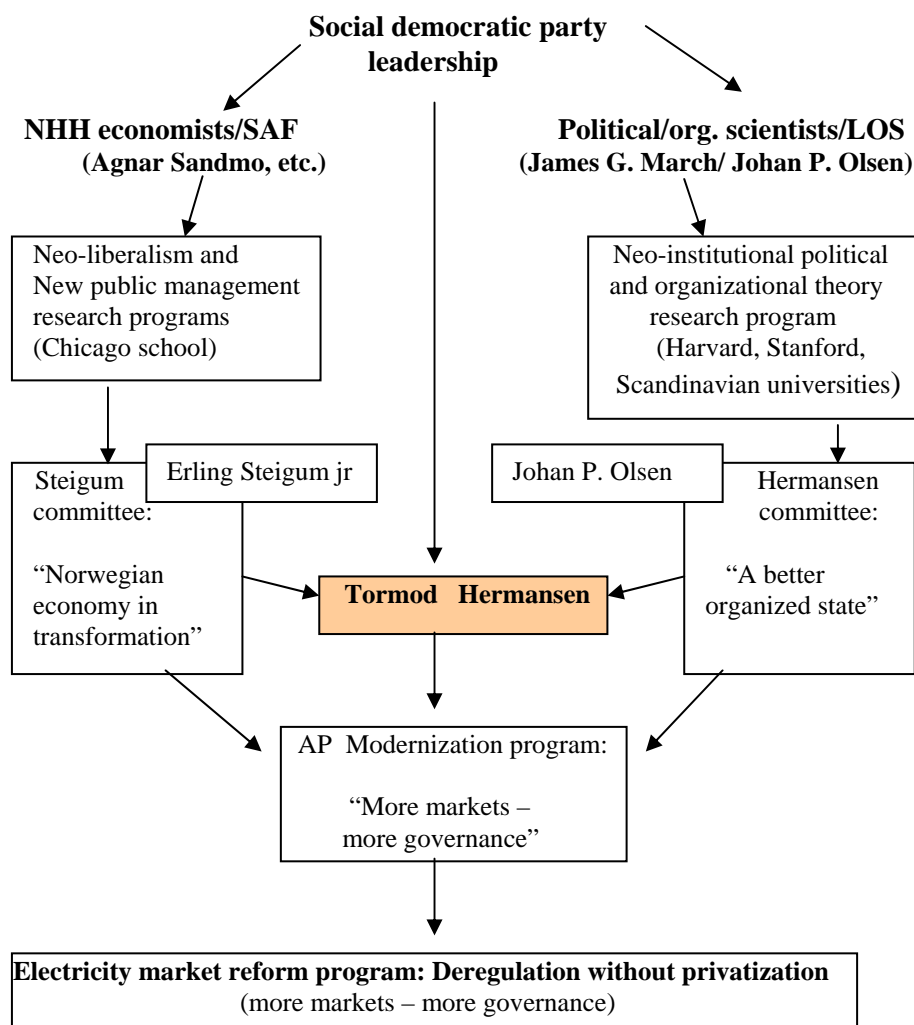 Social democratic party
leadership
NHH economists/SAF
(Agnar Sandmo, etc.)
Political/org. scientists/LOS
(James G. March/ Johan P. Olsen)
Neo-liberalism and
New public management
research programs
(Chicago school)
Neo-institutional political
and organizational theory
research program
(Harvard, Stanford,
Scandinavian universities)
Steigum
committee:
“Norwegian
economy in
transformation”
Erling Steigum jr
Johan P. Olsen
Hermansen
committee:
“A better
organized state”
Tormod Hermansen
AP Modernization program:
“More markets –
more governance”
Electricity market reform program: Deregulation without privatization
(more markets – more governance)